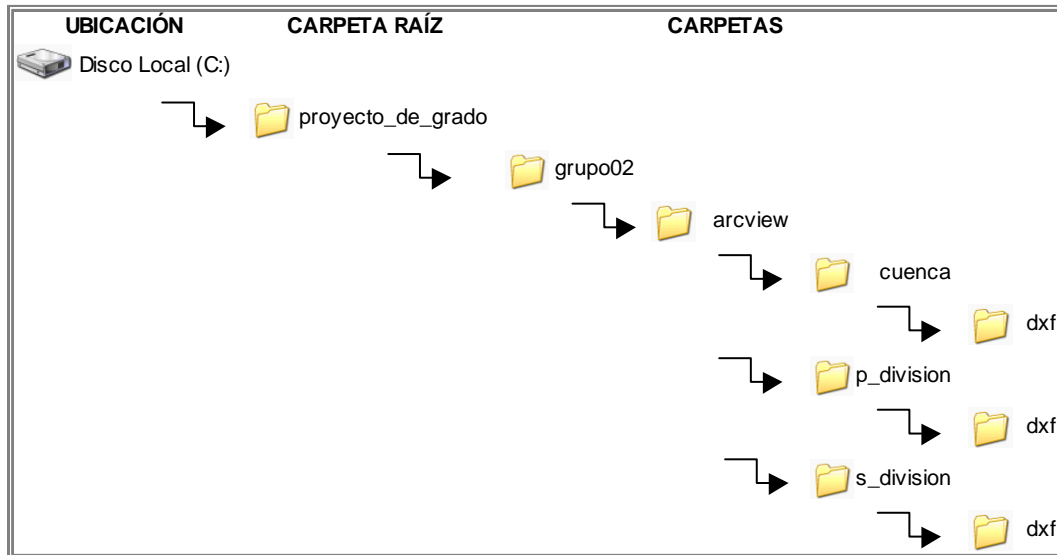 UBICACIÓN CARPETA RAÍZ CARPETAS
Disco Local (C:)
proyecto_de_grado
grupo02
arcview
cuenca
dxf
p_division
dxf
s_division
dxf